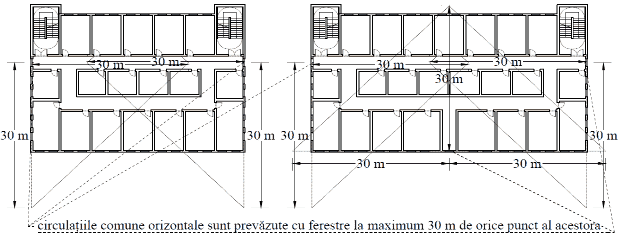 30 m
30 m
30 m
30 m
30 m
30 m
30 m
30 m
30 m
30 m
30 m
circulațiile comune orizontale sunt prevăzute cu ferestre la maximum 30 m de orice punct al acestora